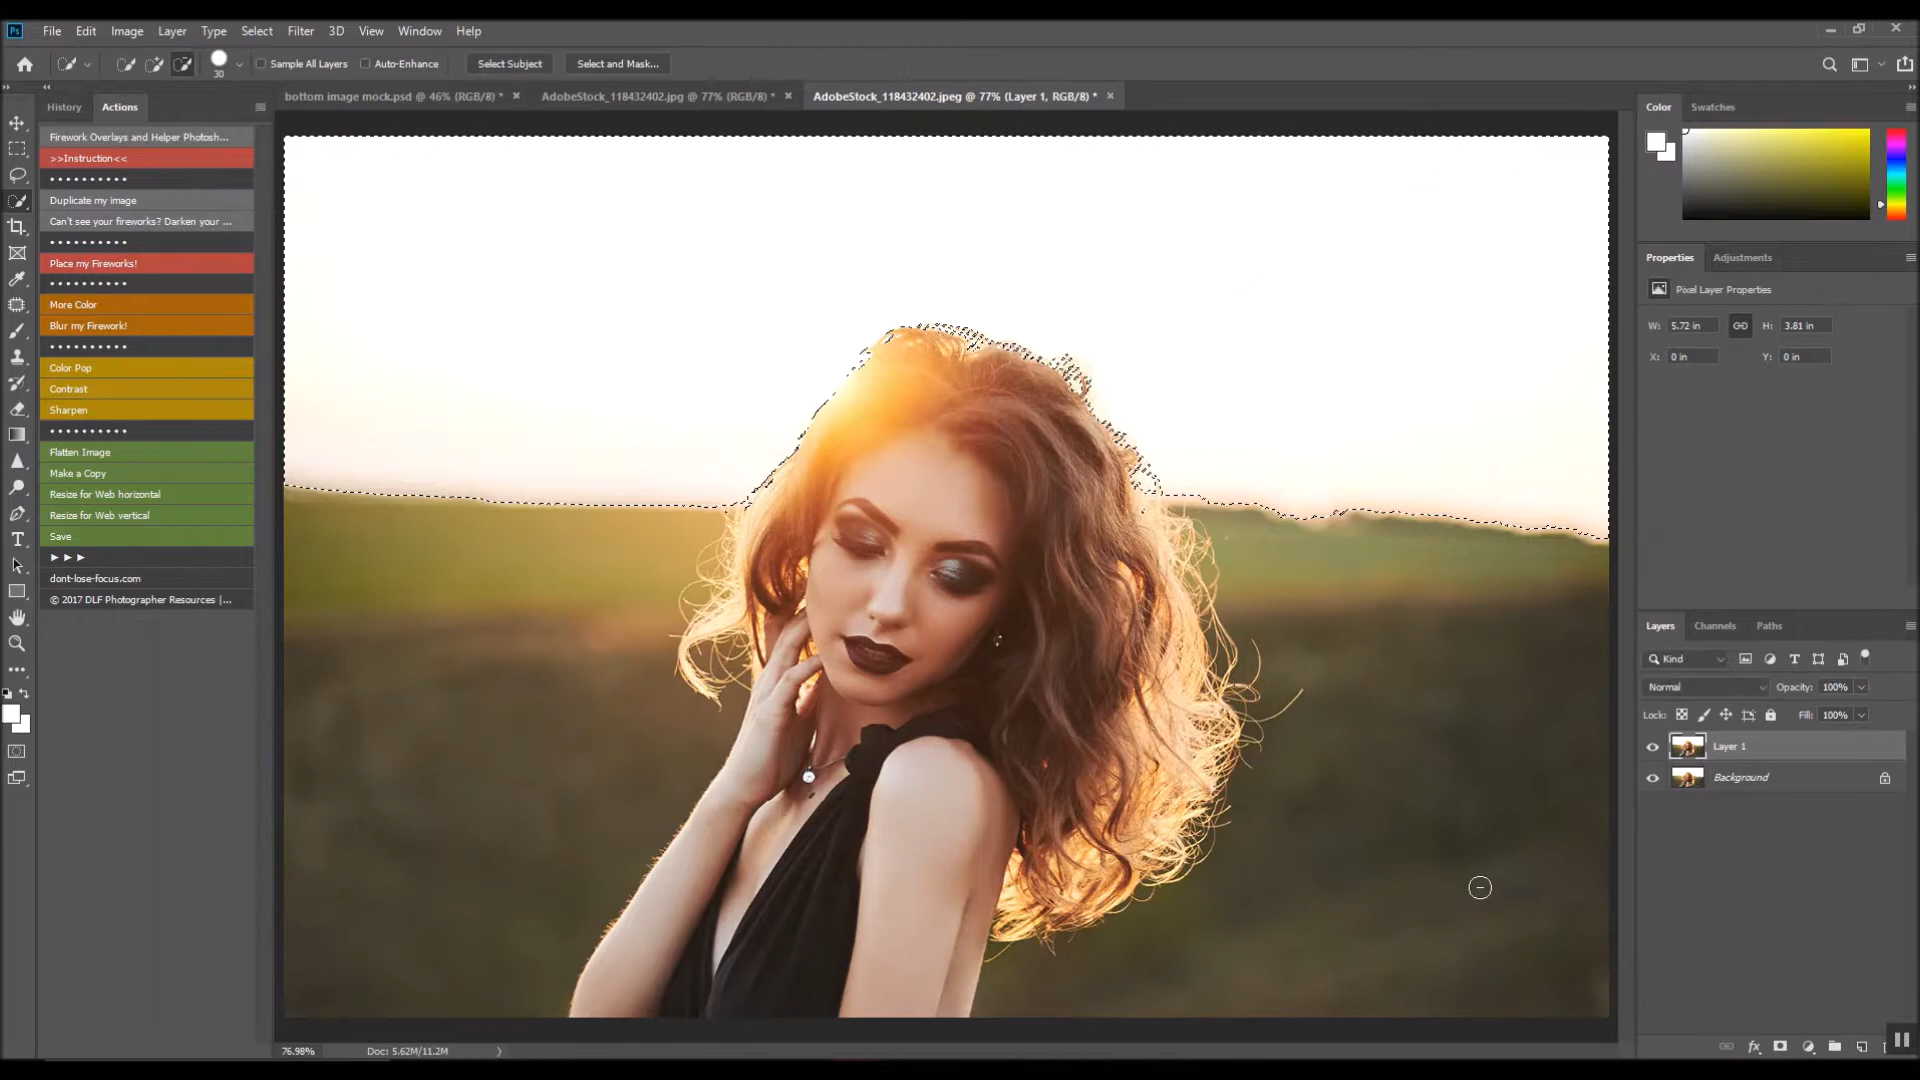 Ps File Edit Image Layer Type Select Filter 3D View Window Help
30 Sample All Layers Auto-Enhance Select Subject Select and Mask...
History Actions
bottom image mock.psd @ 46% (RGB/8) * AdobeStock_118432402.jpg @ 77% (RGB/8) * AdobeStock_118432402.jpeg @ 77% (Layer 1, RGB/8) *
Color Swatches
Firework Overlays and Helper Photosh...
>>Instruction<<
Duplicate my image
Can't see your fireworks? Darken your ...
Place my Fireworks!
More Color
Blur my Firework!
Color Pop
Contrast
Sharpen
Flatten Image
Make a Copy
Resize for Web horizontal
Resize for Web vertical
Save
dont-lose-focus.com
© 2017 DLF Photographer Resources |...
Properties Adjustments
Pixel Layer Properties
W: 5.72 in H: 3.81 in
X: 0 in Y: 0 in
Layers Channels Paths
Kind
Normal Opacity: 100%
Lock: Fill: 100%
Layer 1
Background
76.98% Doc: 5.62M/11.2M